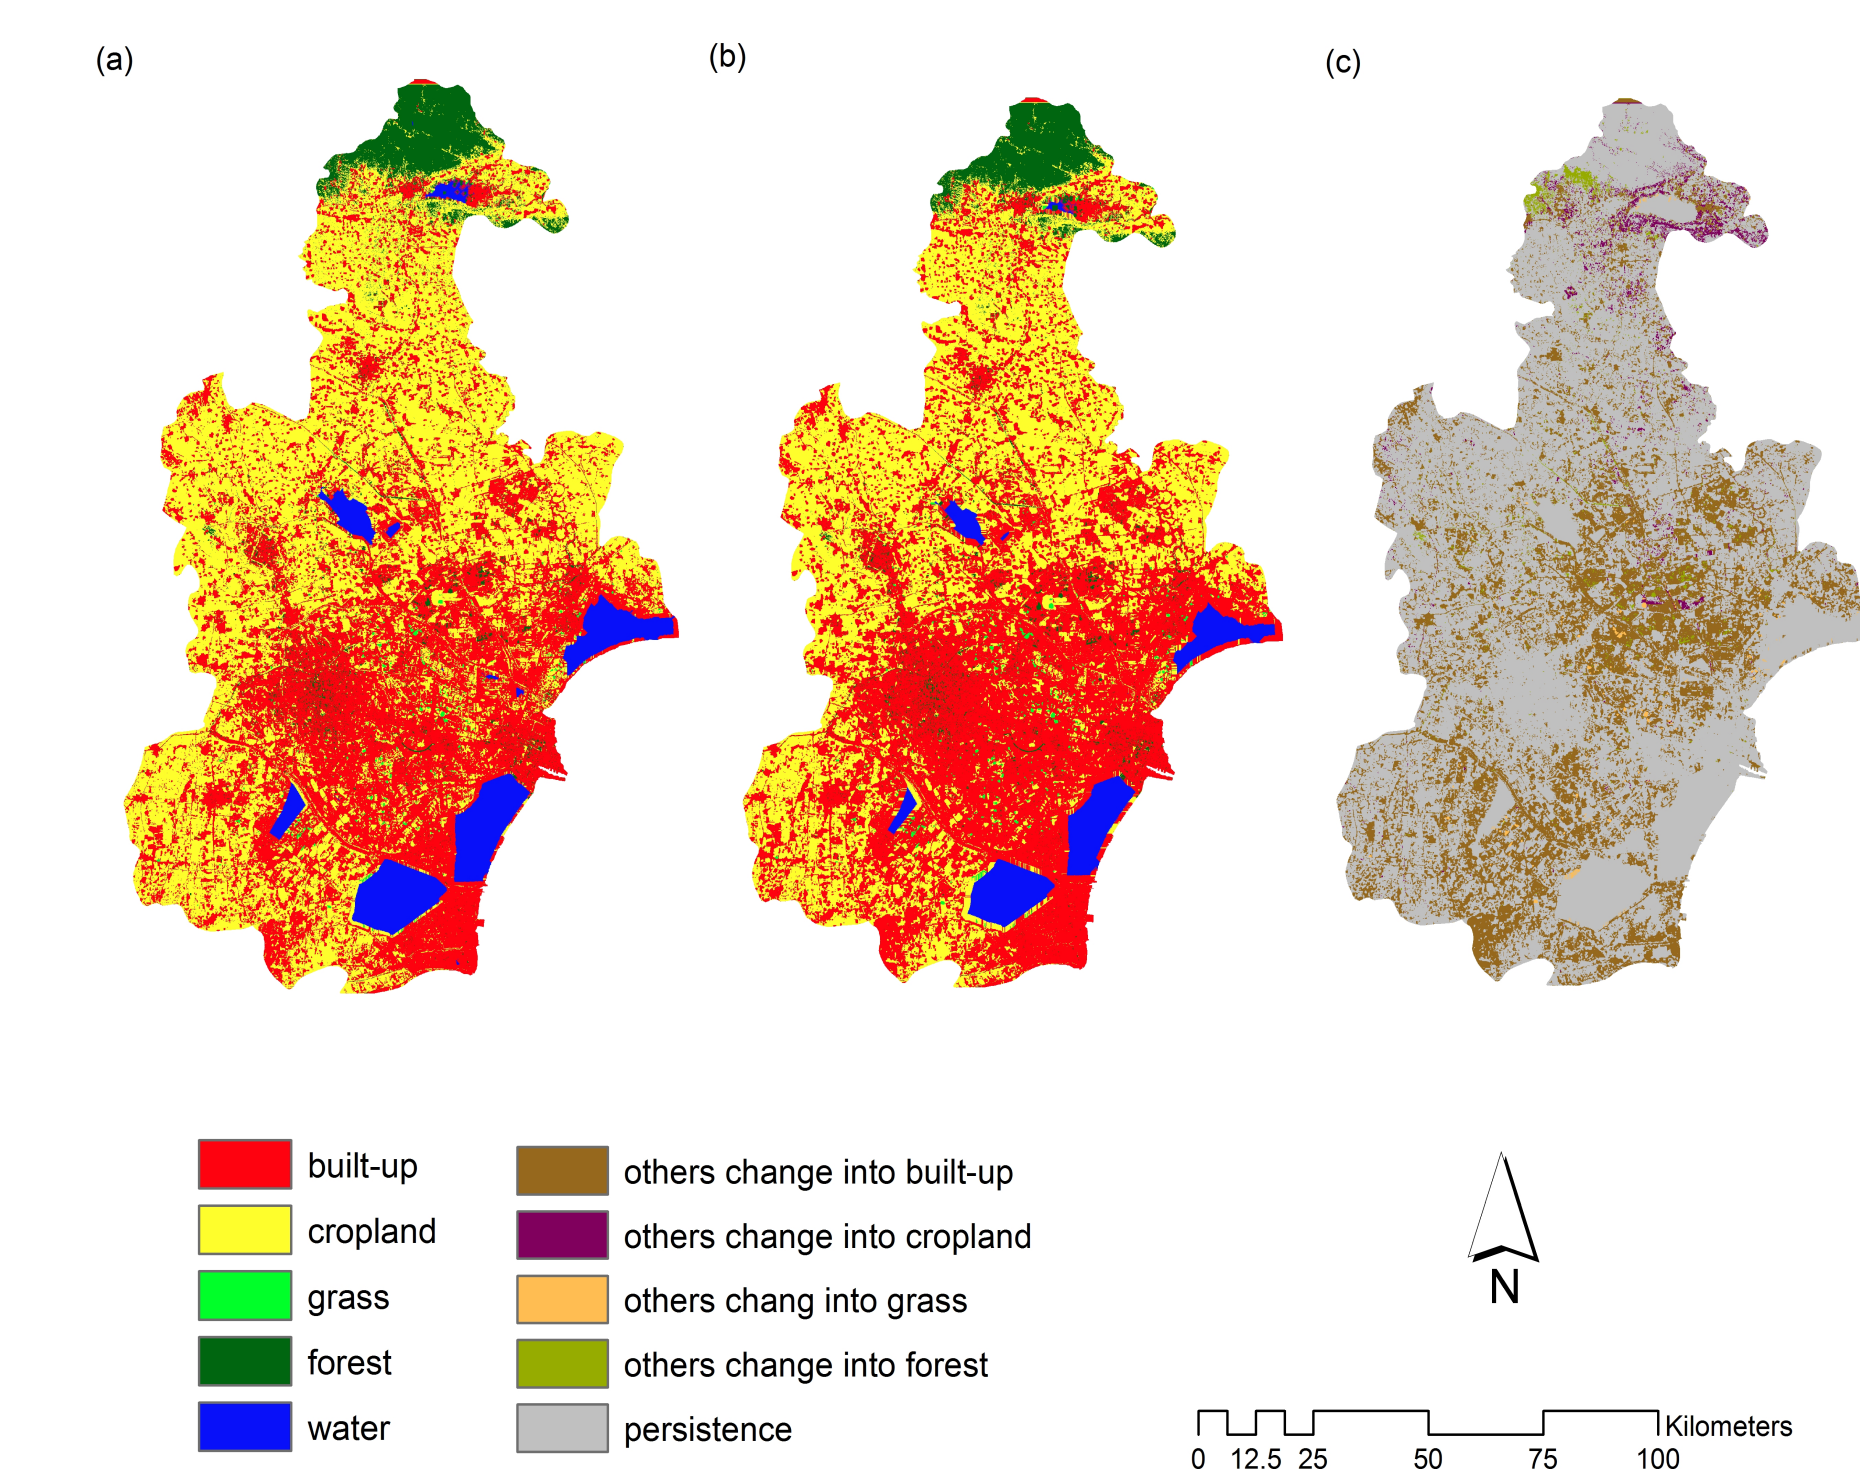 (a)
(b)
(c)
built-up
cropland
grass
forest
water
others change into built-up
others change into cropland
others chang into grass
others change into forest
persistence
N
Kilometers
0 12.5 25 50 75 100